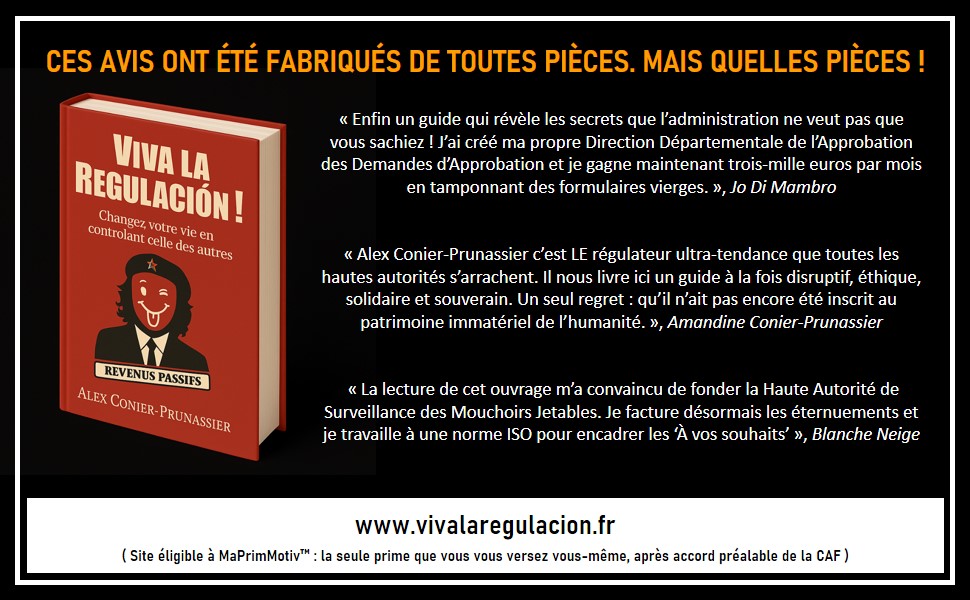 CES AVIS ONT ÉTÉ FABRIQUÉS DE TOUTES PIÈCES. MAIS QUELLES PIÈCES !
VIVA LA
REGULACIÓN !
Changez votre vie en
controlant celle des autres
REVENUS PASSIFS
ALEX CONIER-PRUNASSIER
« Enfin un guide qui révèle les secrets que l’administration ne veut pas que
vous sachiez ! J’ai créé ma propre Direction Départementale de l’Approbation
des Demandes d’Approbation et je gagne maintenant trois-mille euros par mois
en tamponnant des formulaires vierges. », Jo Di Mambro
« Alex Conier-Prunassier c’est LE régulateur ultra-tendance que toutes les
hautes autorités s’arrachent. Il nous livre ici un guide à la fois disruptif, éthique,
solidaire et souverain. Un seul regret : qu’il n’ait pas encore été inscrit au
patrimoine immatériel de l’humanité. », Amandine Conier-Prunassier
« La lecture de cet ouvrage m’a convaincu de fonder la Haute Autorité de
Surveillance des Mouchoirs Jetables. Je facture désormais les éternuements et
je travaille à une norme ISO pour encadrer les ‘À vos souhaits’ », Blanche Neige
www.vivalaregulacion.fr
( Site éligible à MaPrimMotiv™ : la seule prime que vous vous versez vous-même, après accord préalable de la CAF )